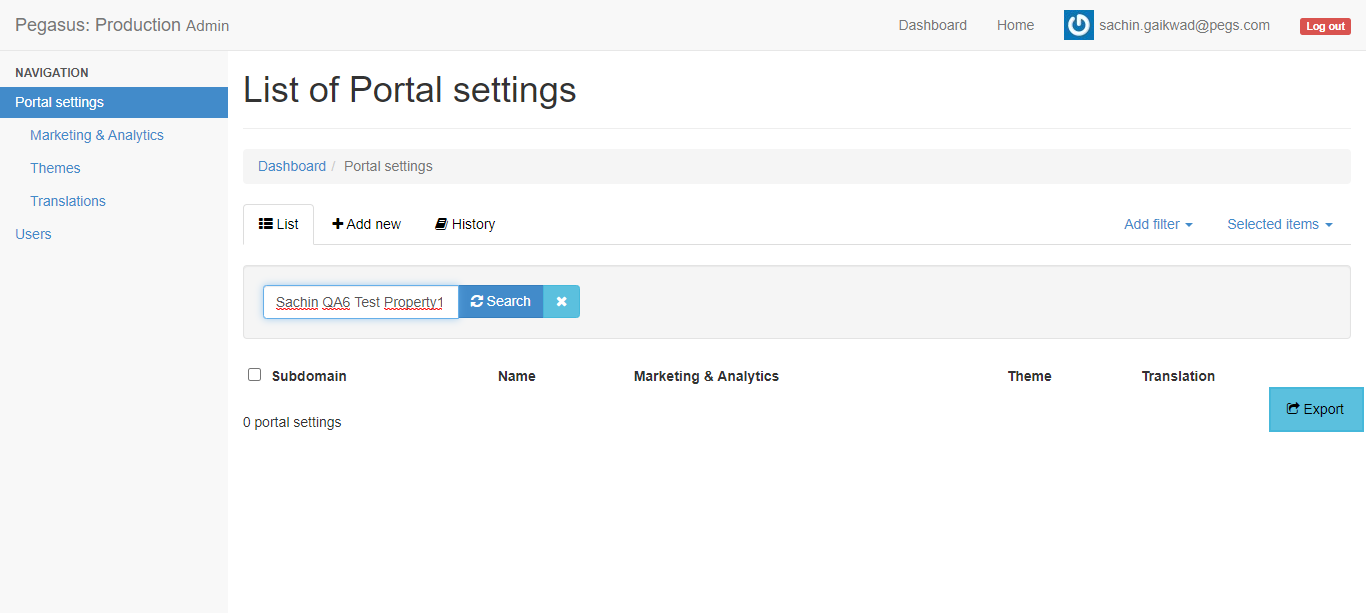 Pegasus: Production Admin
Dashboard Home sachin.gaikwad@pegs.com Log out
NAVIGATION
Portal settings
Marketing & Analytics
Themes
Translations
Users
List of Portal settings
Dashboard / Portal settings
List Add new History Add filter Selected items
Sachin QA6 Test Property1 Search
Subdomain Name Marketing & Analytics Theme Translation
Export
0 portal settings